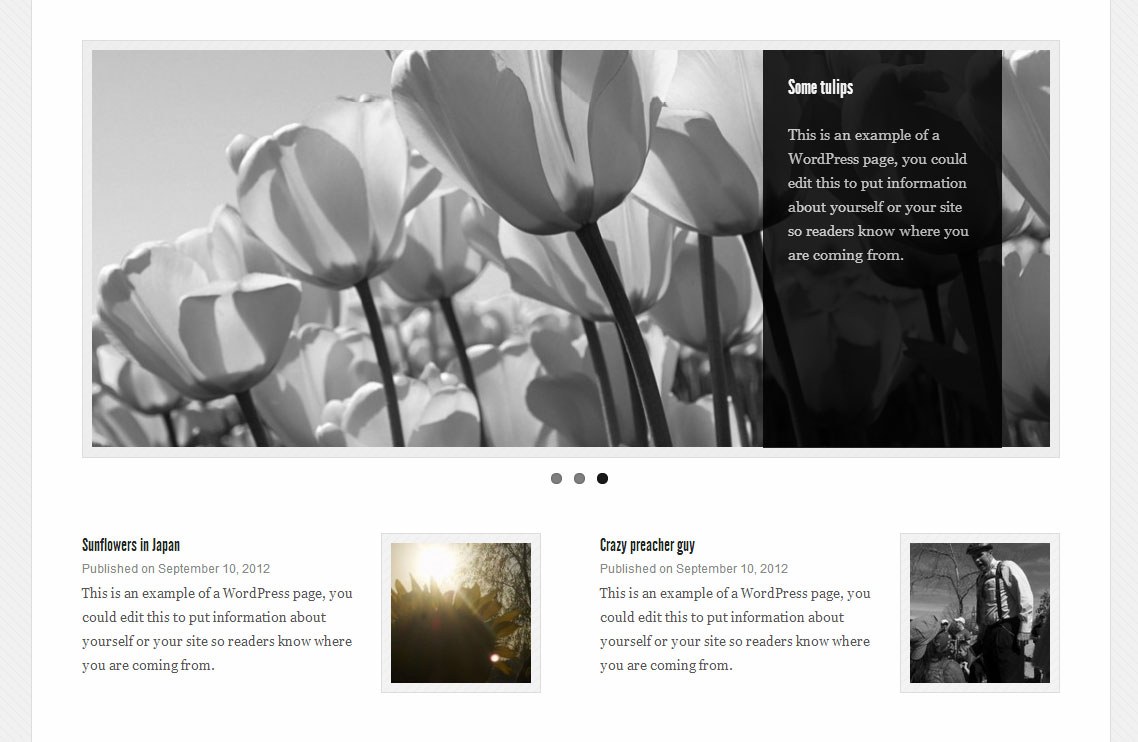 Some tulips
This is an example of a
WordPress page, you could
edit this to put information
about yourself or your site
so readers know where you
are coming from.
Sunflowers in Japan
Published on September 10, 2012
This is an example of a WordPress page, you
could edit this to put information about
yourself or your site so readers know where
you are coming from.
Crazy preacher guy
Published on September 10, 2012
This is an example of a WordPress page, you
could edit this to put information about
yourself or your site so readers know where
you are coming from.